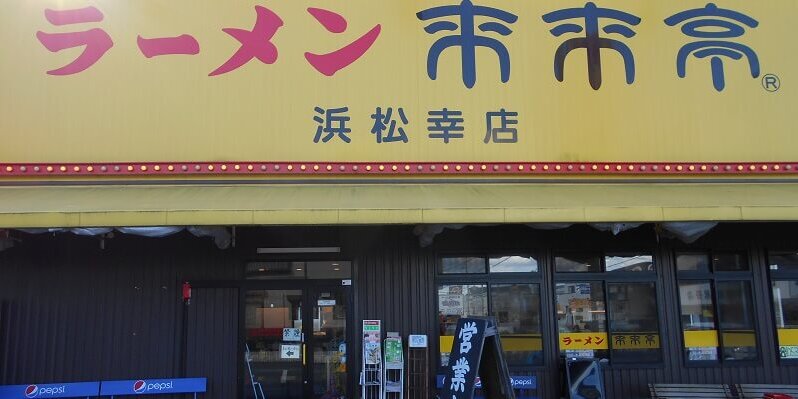 ラーメン 来来亭®
浜松幸店
ラーメン 来来亭
営業
pepsi pepsi pepsi